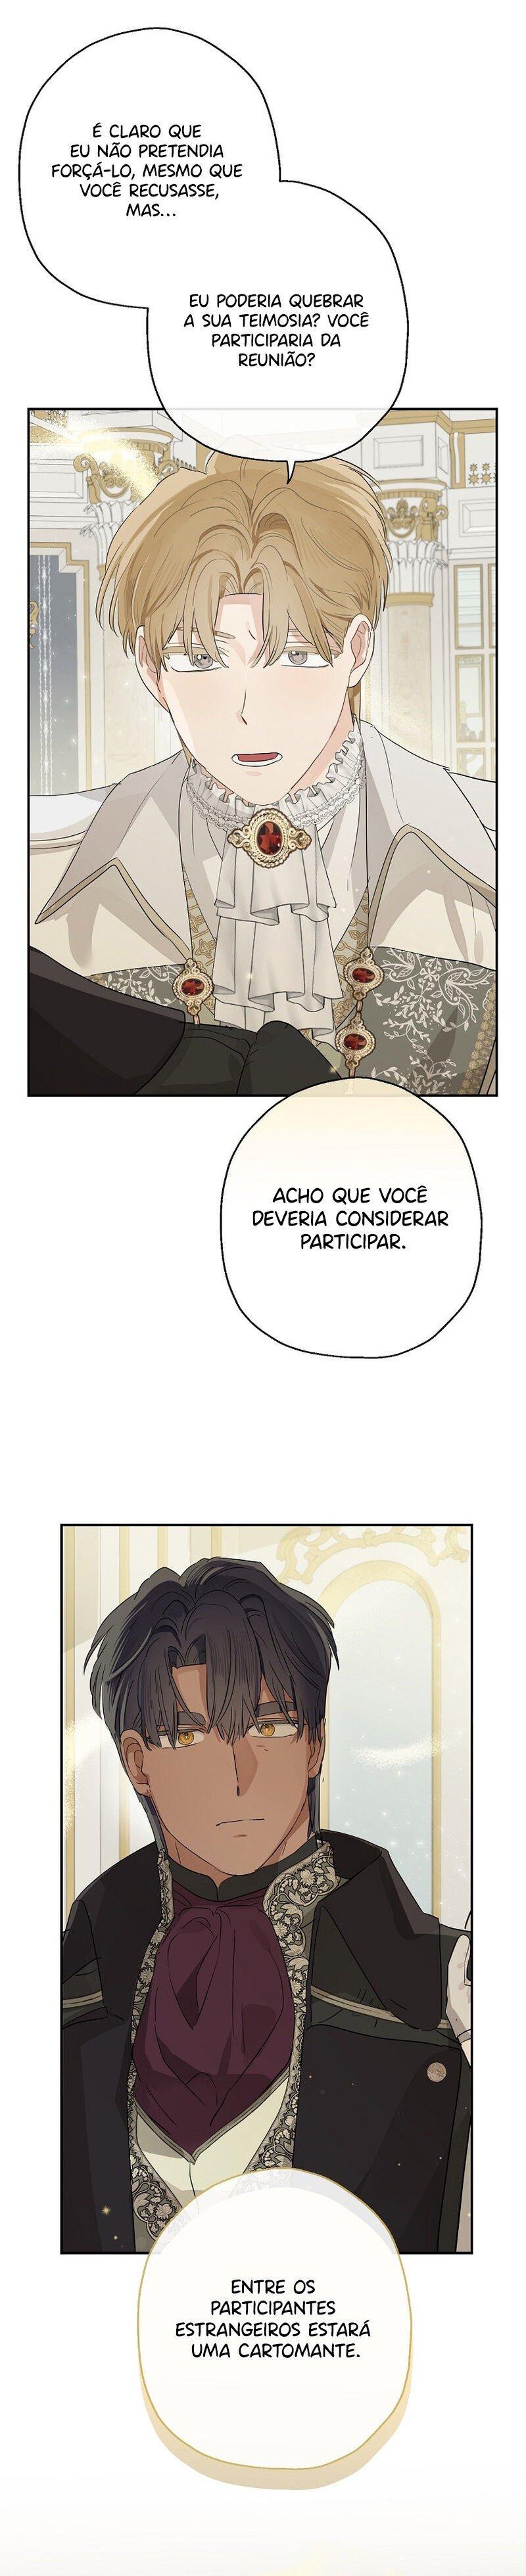 É CLARO QUE
EU NÃO PRETENDIA
FORÇÁ-LO, MESMO QUE
VOCÊ RECUSASSE,
MAS...
EU PODERIA QUEBRAR
A SUA TEIMOSIA? VOCÊ
PARTICIPARIA DA
REUNIÃO?
ACHO QUE VOCÊ
DEVERIA CONSIDERAR
PARTICIPAR.
ENTRE OS
PARTICIPANTES
ESTRANGEIROS ESTARÁ
UMA CARTOMANTE.